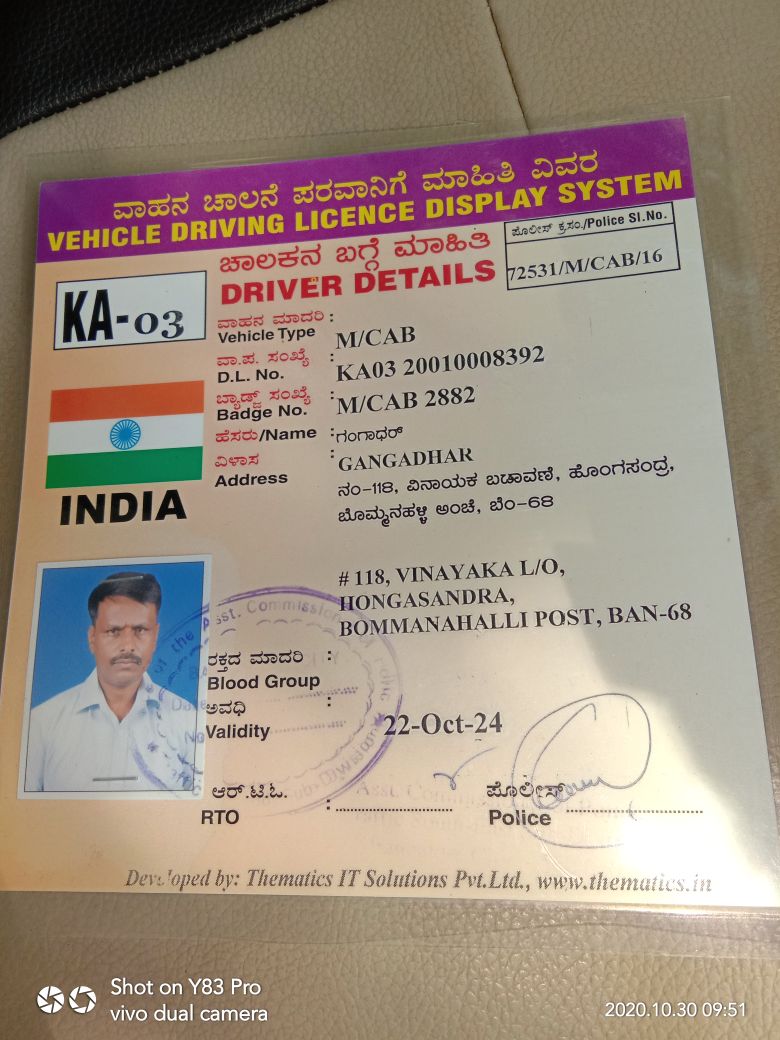 ವಾಹನ ಚಾಲನೆ ಪರವಾನಿಗೆ ಮಾಹಿತಿ ವಿವರ
VEHICLE DRIVING LICENCE DISPLAY SYSTEM
ಪೊಲೀಸ್ ಕ್ರಸಂ./Police Sl.No.
72531/M/CAB/16
KA-03
ಚಾಲಕನ ಬಗ್ಗೆ ಮಾಹಿತಿ
DRIVER DETAILS
ವಾಹನ ಮಾದರಿ :
Vehicle Type M/CAB
ವಾ.ಪ. ಸಂಖ್ಯೆ :
D.L. No. KA03 20010008392
ಬ್ಯಾಡ್ಜ್ ಸಂಖ್ಯೆ :
Badge No. M/CAB 2882
ಹೆಸರು/Name : ಗಂಗಾಧರ್
ವಿಳಾಸ : GANGADHAR
Address
ನಂ-118, ವಿನಾಯಕ ಬಡಾವಣೆ, ಹೊಂಗಸಂದ್ರ,
ಬೊಮ್ಮನಹಳ್ಳಿ ಅಂಚೆ, ಬೆಂ-68
INDIA
# 118, VINAYAKA L/O,
HONGASANDRA,
BOMMANAHALLI POST, BAN-68
ರಕ್ತದ ಮಾದರಿ :
Blood Group
ಅವಧಿ :
Validity 22-Oct-24
ಆರ್.ಟಿ.ಓ. :
RTO
ಪೊಲೀಸ್
Police
of the Asst. Commissioner
Developed by: Thematics IT Solutions Pvt.Ltd., www.thematics.in
Shot on Y83 Pro
vivo dual camera
2020.10.30 09:51